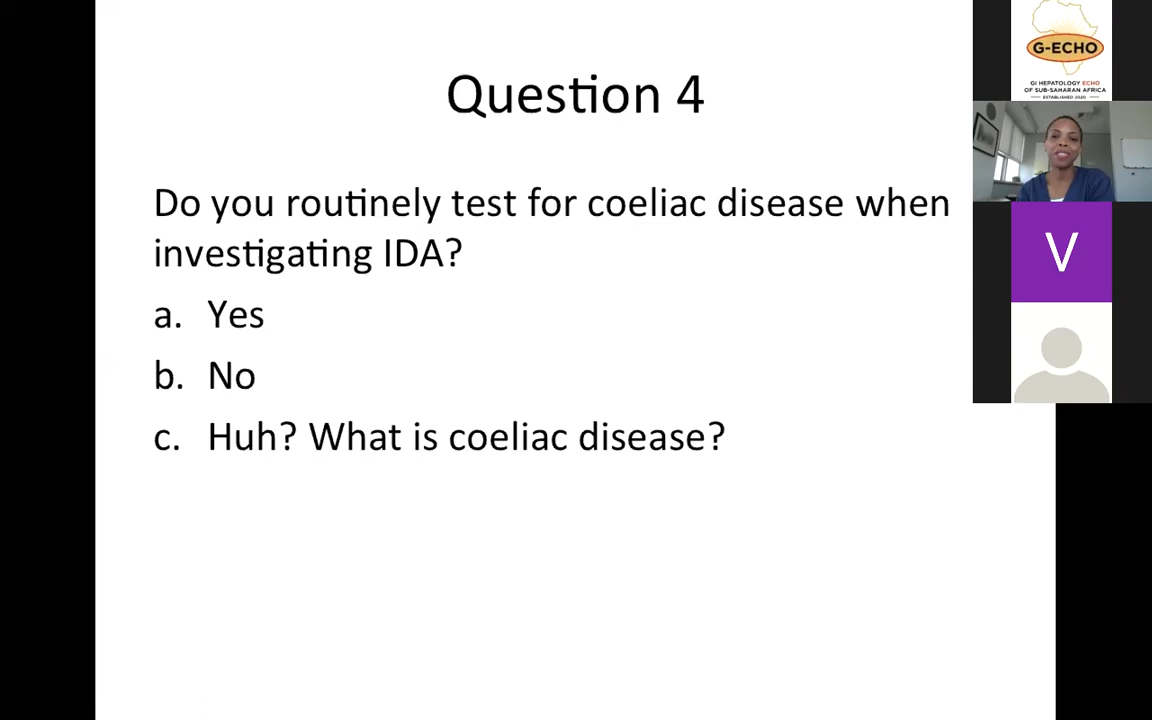 Question 4
Do you routinely test for coeliac disease when
investigating IDA?
a. Yes
b. No
c. Huh? What is coeliac disease?
G-ECHO
GI HEPATOLOGY ECHO
OF SUB-SAHARAN AFRICA
ESTABLISHED 2020
V